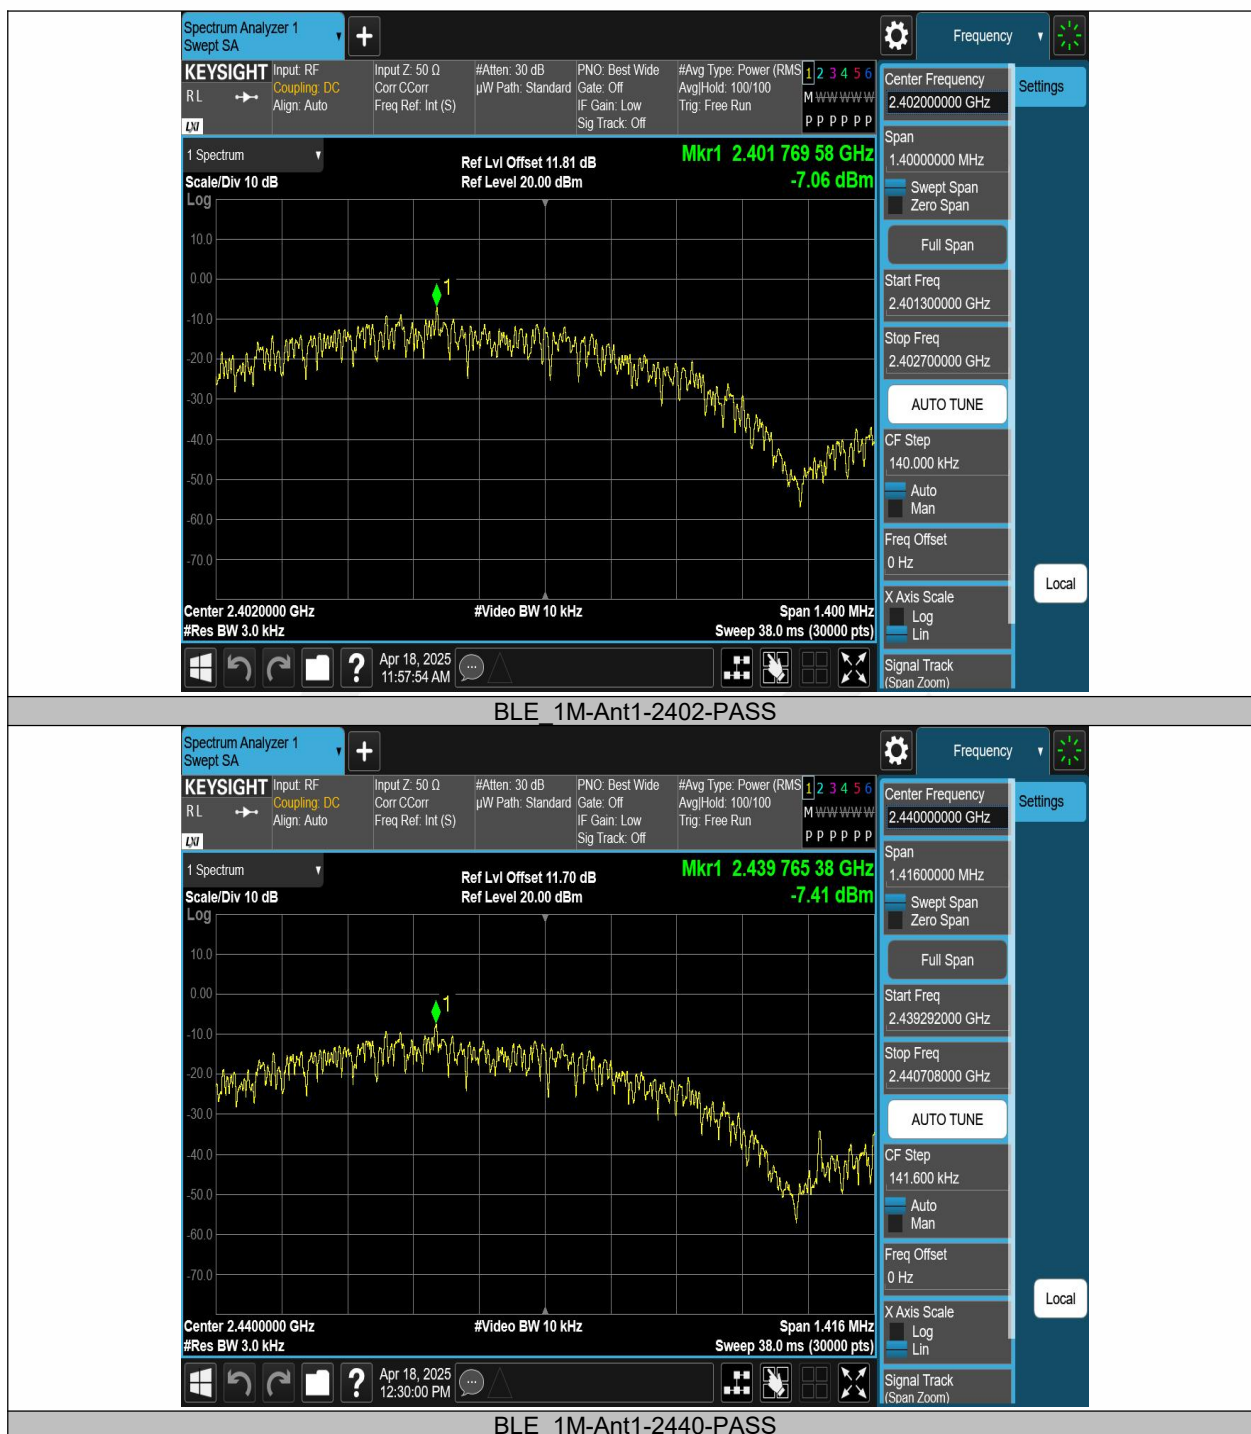 Spectrum Analyzer 1
Swept SA
Frequency
KEYSIGHT
R L
LXI
Input: RF
Coupling: DC
Align: Auto
Input Z: 50 Ω
Corr CCorr
Freq Ref: Int (S)
#Atten: 30 dB
µW Path: Standard
PNO: Best Wide
Gate: Off
IF Gain: Low
Sig Track: Off
#Avg Type: Power (RMS
Avg|Hold: 100/100
Trig: Free Run
1 2 3 4 5 6
M W W W W W
P P P P P P
1 Spectrum
Scale/Div 10 dB
Log
Ref Lvl Offset 11.81 dB
Ref Level 20.00 dBm
Mkr1 2.401 769 58 GHz
-7.06 dBm
10.0
0.00
-10.0
-20.0
-30.0
-40.0
-50.0
-60.0
-70.0
1
Center 2.4020000 GHz
#Res BW 3.0 kHz
#Video BW 10 kHz
Span 1.400 MHz
Sweep 38.0 ms (30000 pts)
Apr 18, 2025
11:57:54 AM
Center Frequency
2.402000000 GHz
Settings
Span
1.40000000 MHz
Swept Span
Zero Span
Full Span
Start Freq
2.401300000 GHz
Stop Freq
2.402700000 GHz
AUTO TUNE
CF Step
140.000 kHz
Auto
Man
Freq Offset
0 Hz
Local
X Axis Scale
Log
Lin
Signal Track
(Span Zoom)
BLE_1M-Ant1-2402-PASS
Spectrum Analyzer 1
Swept SA
Frequency
KEYSIGHT
R L
LXI
Input: RF
Coupling: DC
Align: Auto
Input Z: 50 Ω
Corr CCorr
Freq Ref: Int (S)
#Atten: 30 dB
µW Path: Standard
PNO: Best Wide
Gate: Off
IF Gain: Low
Sig Track: Off
#Avg Type: Power (RMS
Avg|Hold: 100/100
Trig: Free Run
1 2 3 4 5 6
M W W W W W
P P P P P P
1 Spectrum
Scale/Div 10 dB
Log
Ref Lvl Offset 11.70 dB
Ref Level 20.00 dBm
Mkr1 2.439 765 38 GHz
-7.41 dBm
10.0
0.00
-10.0
-20.0
-30.0
-40.0
-50.0
-60.0
-70.0
1
Center 2.4400000 GHz
#Res BW 3.0 kHz
#Video BW 10 kHz
Span 1.416 MHz
Sweep 38.0 ms (30000 pts)
Apr 18, 2025
12:30:00 PM
Center Frequency
2.440000000 GHz
Settings
Span
1.41600000 MHz
Swept Span
Zero Span
Full Span
Start Freq
2.439292000 GHz
Stop Freq
2.440708000 GHz
AUTO TUNE
CF Step
141.600 kHz
Auto
Man
Freq Offset
0 Hz
Local
X Axis Scale
Log
Lin
Signal Track
(Span Zoom)
BLE_1M-Ant1-2440-PASS